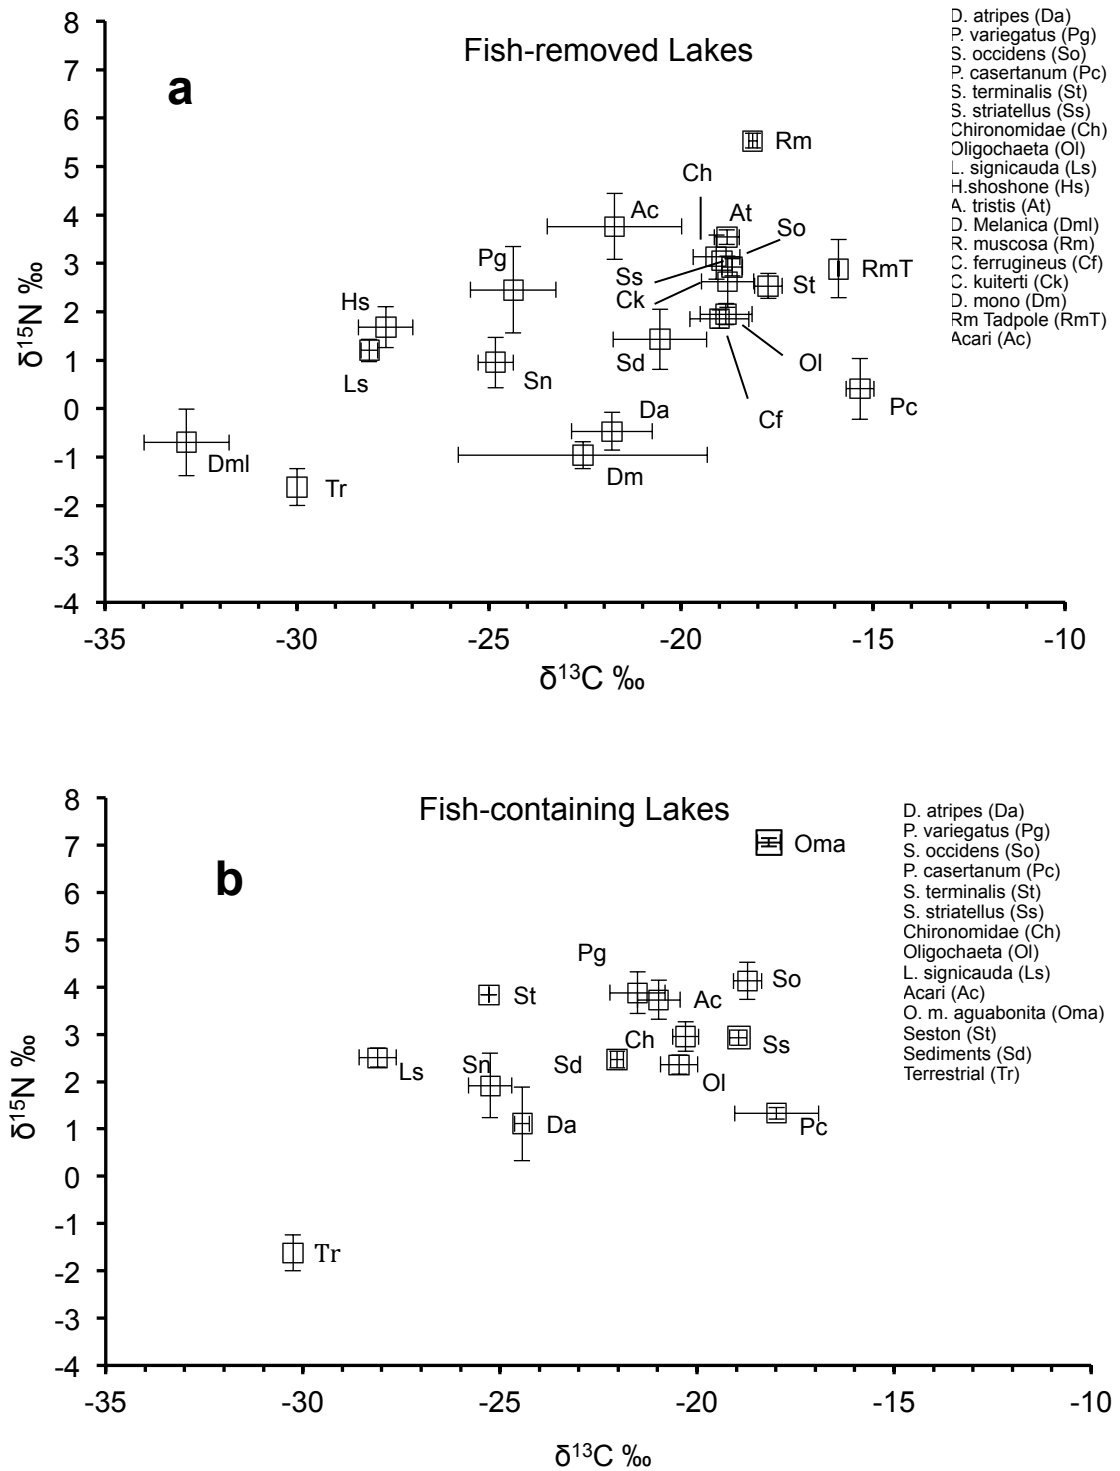 Fish-removed Lakes
a
8
7
6
5
4
3
2
1
0
-1
-2
-3
-4
δ15N ‰
-35
-30
-25
-20
-15
-10
δ13C ‰
Rm
Ch
Ac
At
So
Pg
Ss
RmT
St
Ck
Hs
Sd
Ol
Ls
Sn
Cf
Pc
Da
Dml
Dm
Tr
D. atripes (Da)
P. variegatus (Pg)
S. occidens (So)
P. casertanum (Pc)
S. terminalis (St)
S. striatellus (Ss)
Chironomidae (Ch)
Oligochaeta (Ol)
L. signicauda (Ls)
H.shoshone (Hs)
A. tristis (At)
D. Melanica (Dml)
R. muscosa (Rm)
C. ferrugineus (Cf)
C. kuiterti (Ck)
D. mono (Dm)
Rm Tadpole (RmT)
Acari (Ac)
Fish-containing Lakes
b
8
7
6
5
4
3
2
1
0
-1
-2
-3
-4
δ15N ‰
-35
-30
-25
-20
-15
-10
δ13C ‰
Oma
Pg
So
St
Ac
Ch
Ss
Ls
Sn
Sd
Ol
Da
Pc
Tr
D. atripes (Da)
P. variegatus (Pg)
S. occidens (So)
P. casertanum (Pc)
S. terminalis (St)
S. striatellus (Ss)
Chironomidae (Ch)
Oligochaeta (Ol)
L. signicauda (Ls)
Acari (Ac)
O. m. aguabonita (Oma)
Seston (St)
Sediments (Sd)
Terrestrial (Tr)